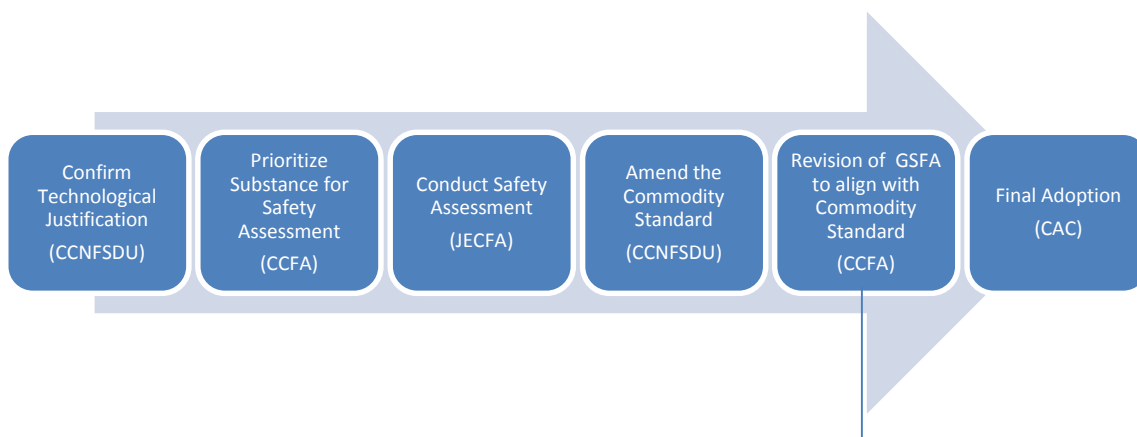 Confirm
Technological
Justification
(CCNFSDU)
Prioritize
Substance for
Safety
Assessment
(CCFA)
Conduct Safety
Assessment
(JECFA)
Amend the
Commodity
Standard
(CCNFSDU)
Revision of GSFA
to align with
Commodity
Standard
(CCFA)
Final Adoption
(CAC)